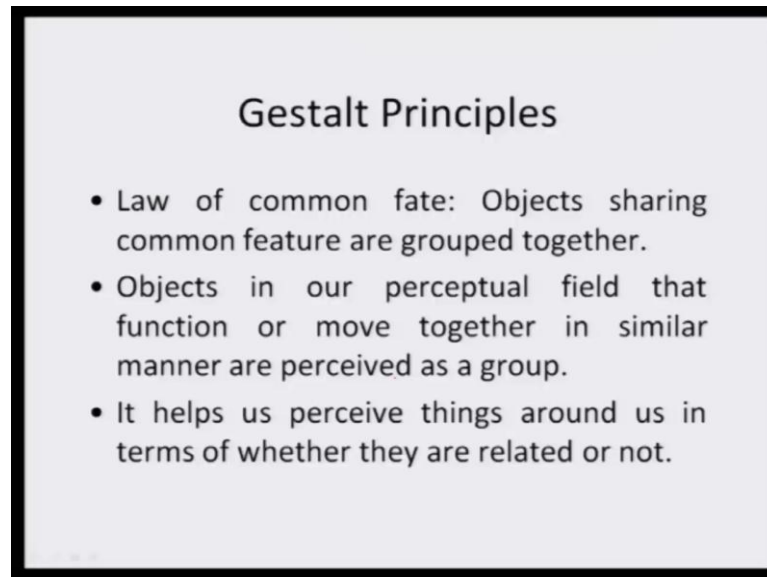 Gestalt Principles
• Law of common fate: Objects sharing
common feature are grouped together.
• Objects in our perceptual field that
function or move together in similar
manner are perceived as a group.
• It helps us perceive things around us in
terms of whether they are related or not.